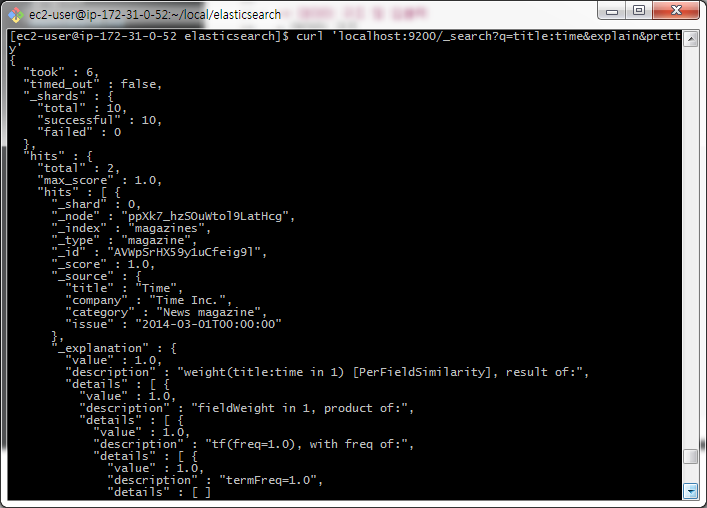 ec2-user@ip-172-31-0-52:~/local/elasticsearch
[ec2-user@ip-172-31-0-52 elasticsearch]$ curl 'localhost:9200/_search?q=title:time&explain&prett
y'
{
  "took" : 6,
  "timed_out" : false,
  "_shards" : {
    "total" : 10,
    "successful" : 10,
    "failed" : 0
  },
  "hits" : {
    "total" : 2,
    "max_score" : 1.0,
    "hits" : [ {
      "_shard" : 0,
      "_node" : "ppXk7_hzSOuWtol9LatHcg",
      "_index" : "magazines",
      "_type" : "magazine",
      "_id" : "AVWpSrHX59y1uCfeig9l",
      "_score" : 1.0,
      "_source" : {
        "title" : "Time",
        "company" : "Time Inc.",
        "category" : "News magazine",
        "issue" : "2014-03-01T00:00:00"
      },
      "_explanation" : {
        "value" : 1.0,
        "description" : "weight(title:time in 1) [PerFieldSimilarity], result of:",
        "details" : [ {
          "value" : 1.0,
          "description" : "fieldWeight in 1, product of:",
          "details" : [ {
            "value" : 1.0,
            "description" : "tf(freq=1.0), with freq of:",
            "details" : [ {
              "value" : 1.0,
              "description" : "termFreq=1.0",
              "details" : [ ]